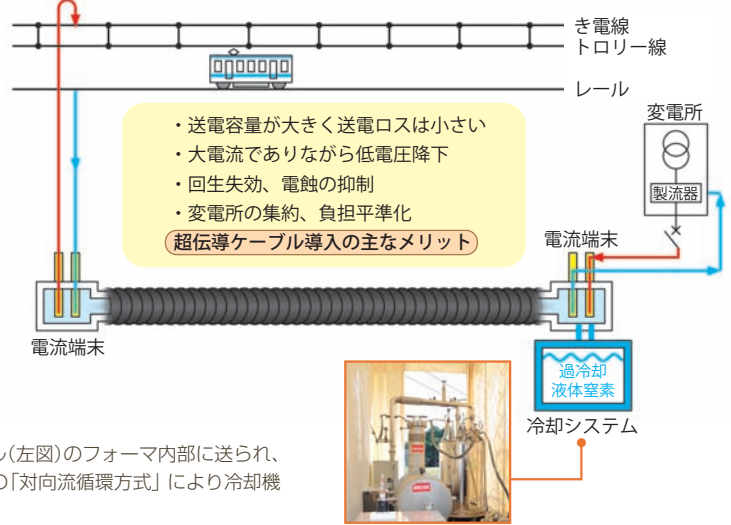 き電線
トロリー線
レール
変電所
・送電容量が大きく送電ロスは小さい
・大電流でありながら低電圧降下
・回生失効、電蝕の抑制
・変電所の集約、負担平準化
超伝導ケーブル導入の主なメリット
製流器
電流端末
電流端末
過冷却
液体窒素
冷却システム
(左図)のフォーマ内部に送られ、
「対向流循環方式」により冷却機